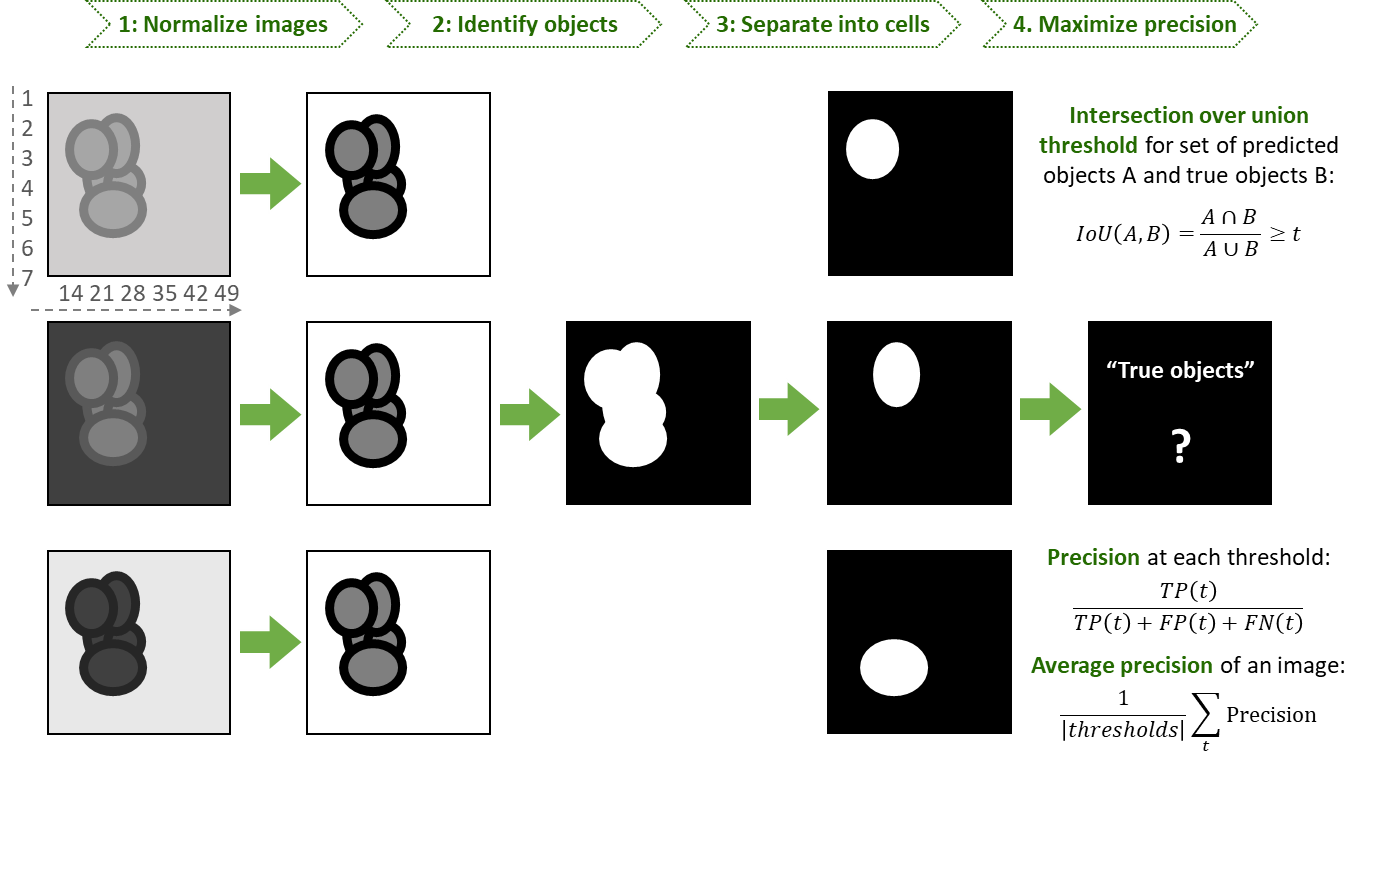 1: Normalize images
2: Identify objects
3: Separate into cells
4. Maximize precision
1
2
3
4
5
6
7
14 21 28 35 42 49
Intersection over union
threshold for set of predicted
objects A and true objects B:
IoU(A, B) = A ∩ B / A ∪ B ≥ t
"True objects"
?
Precision at each threshold:
TP(t)
TP(t) + FP(t) + FN(t)
Average precision of an image:
1 / |thresholds| ∑ t Precision